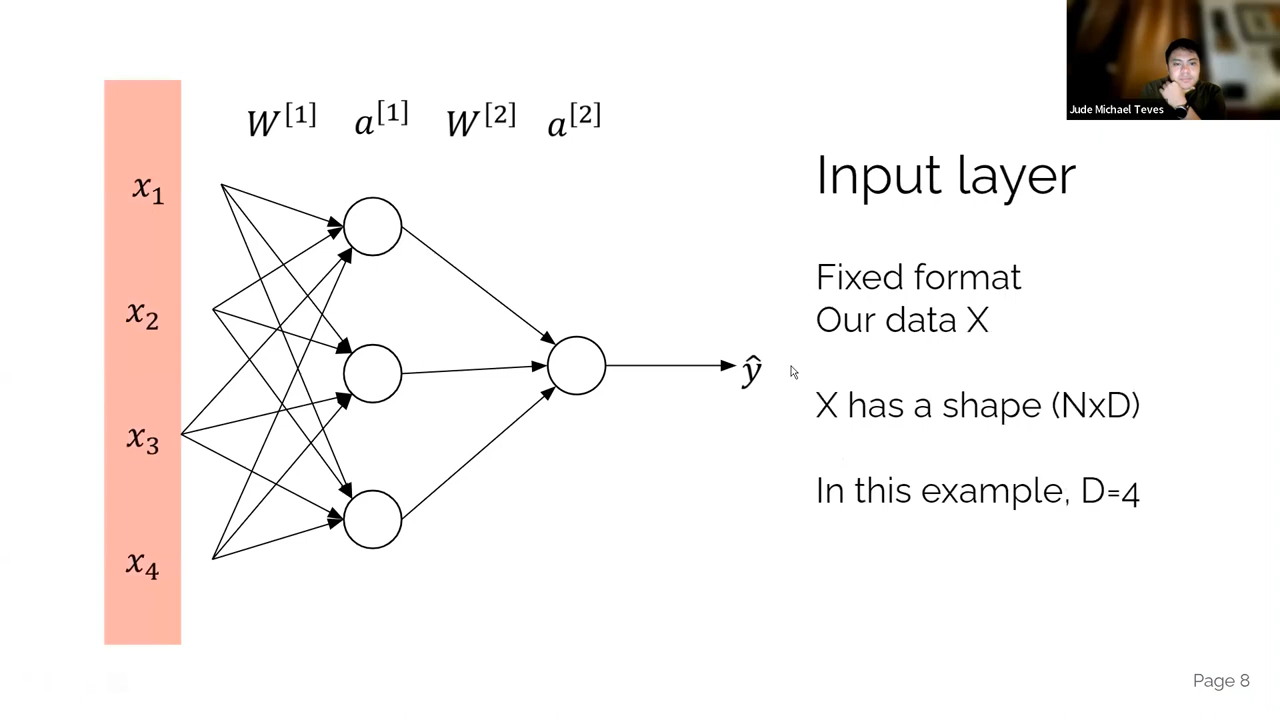 Jude Michael Teves
W^[1] a^[1] W^[2] a^[2]
x₁
x₂
x₃
x₄
ŷ
Input layer
Fixed format
Our data X
X has a shape (NxD)
In this example, D=4
Page 8